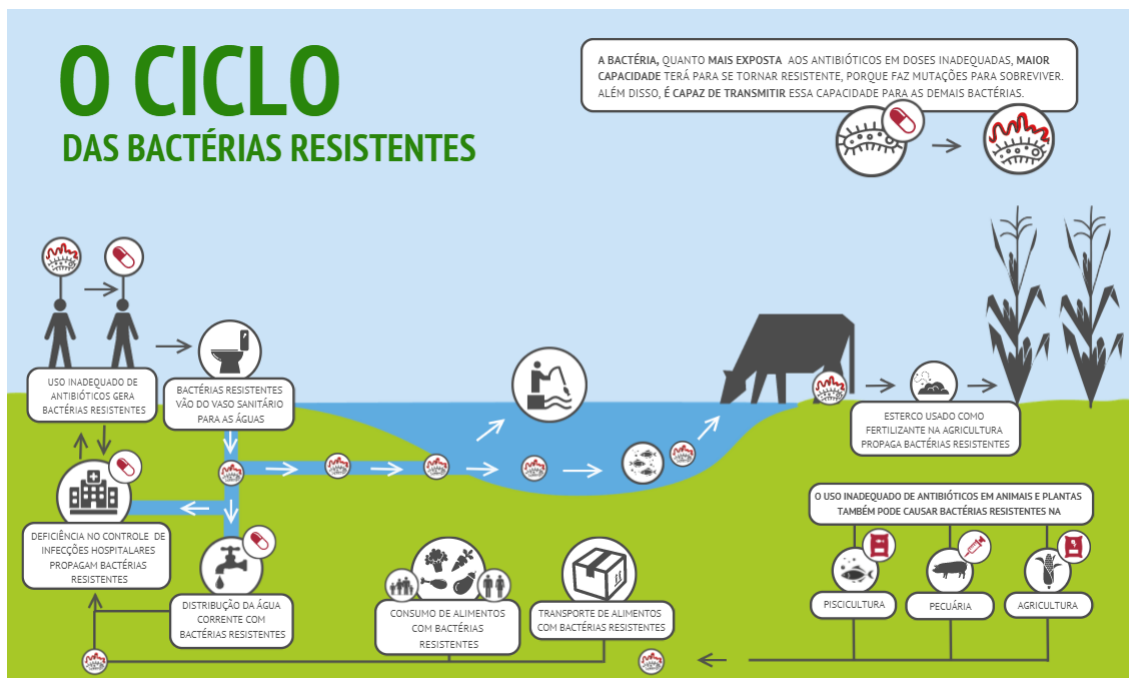 O CICLO
DAS BACTÉRIAS RESISTENTES
A BACTÉRIA, QUANTO MAIS EXPOSTA AOS ANTIBIÓTICOS EM DOSES INADEQUADAS, MAIOR
CAPACIDADE TERÁ PARA SE TORNAR RESISTENTE, PORQUE FAZ MUTAÇÕES PARA SOBREVIVER.
ALÉM DISSO, É CAPAZ DE TRANSMITIR ESSA CAPACIDADE PARA AS DEMAIS BACTÉRIAS.
USO INADEQUADO DE
ANTIBIÓTICOS GERA
BACTÉRIAS RESISTENTES
BACTÉRIAS RESISTENTES
VÃO DO VASO SANITÁRIO
PARA AS ÁGUAS
ESTERCO USADO COMO
FERTILIZANTE NA AGRICULTURA
PROPAGA BACTÉRIAS RESISTENTES
DEFICIÊNCIA NO CONTROLE DE
INFECÇÕES HOSPITALARES
PROPAGAM BACTÉRIAS
RESISTENTES
DISTRIBUIÇÃO DA ÁGUA
CORRENTE COM
BACTÉRIAS RESISTENTES
CONSUMO DE ALIMENTOS
COM BACTÉRIAS
RESISTENTES
TRANSPORTE DE ALIMENTOS
COM BACTÉRIAS RESISTENTES
O USO INADEQUADO DE ANTIBIÓTICOS EM ANIMAIS E PLANTAS
TAMBÉM PODE CAUSAR BACTÉRIAS RESISTENTES NA
PISCICULTURA
PECUÁRIA
AGRICULTURA